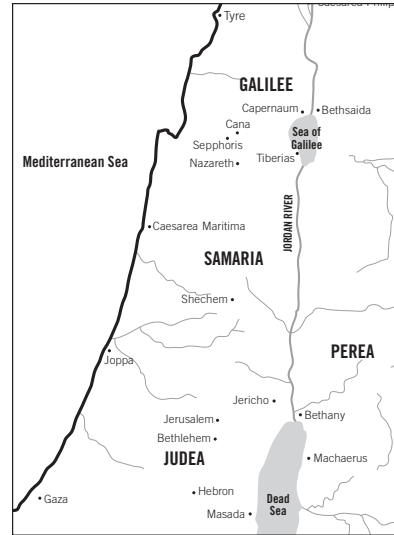 Tyre
GALILEE
Capernaum
Bethsaida
Cana
Sepphoris
Sea of
Galilee
Nazareth
Tiberias
Mediterranean Sea
JORDAN RIVER
Caesarea Maritima
SAMARIA
Shechem
PEREA
Joppa
Jericho
Bethany
Jerusalem
Bethlehem
JUDEA
Machaerus
Hebron
Gaza
Masada
Dead
Sea